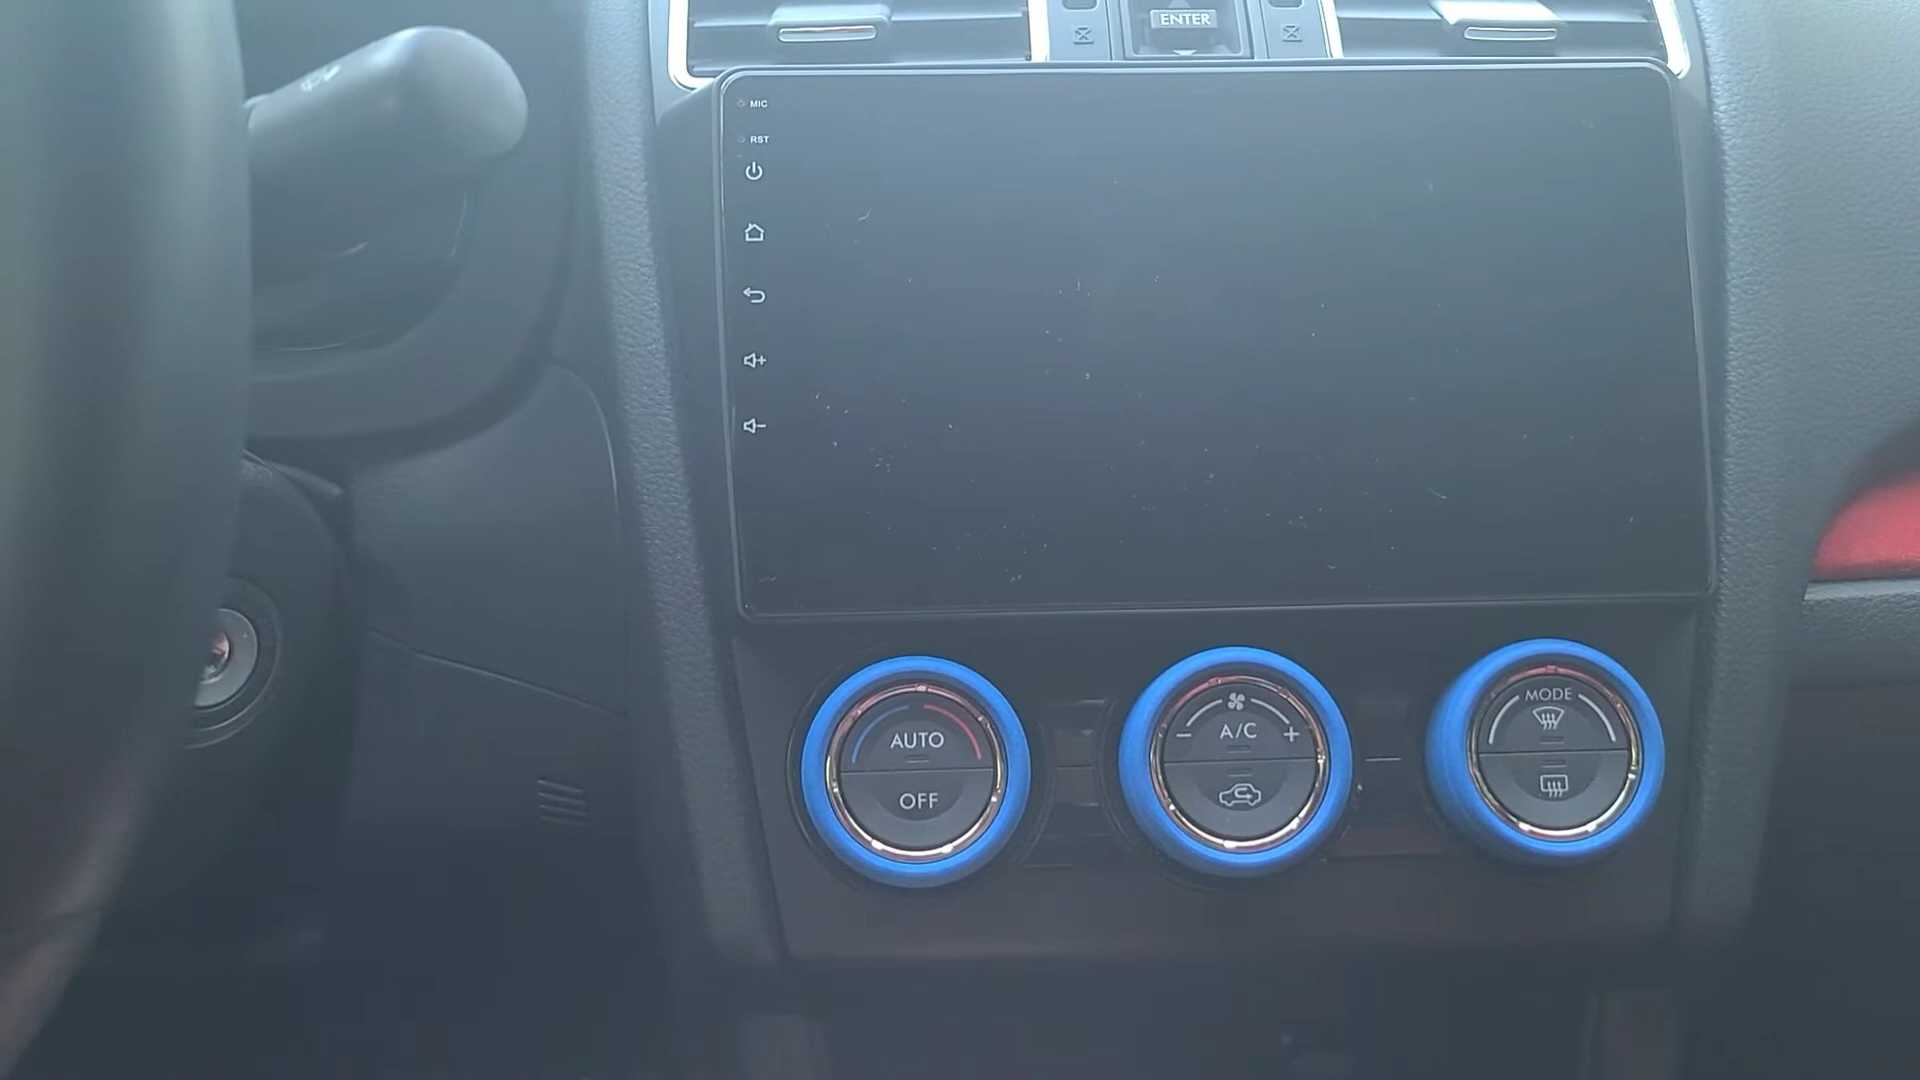 ENTER
MIC
RST
AUTO
OFF
A/C
- +
MODE